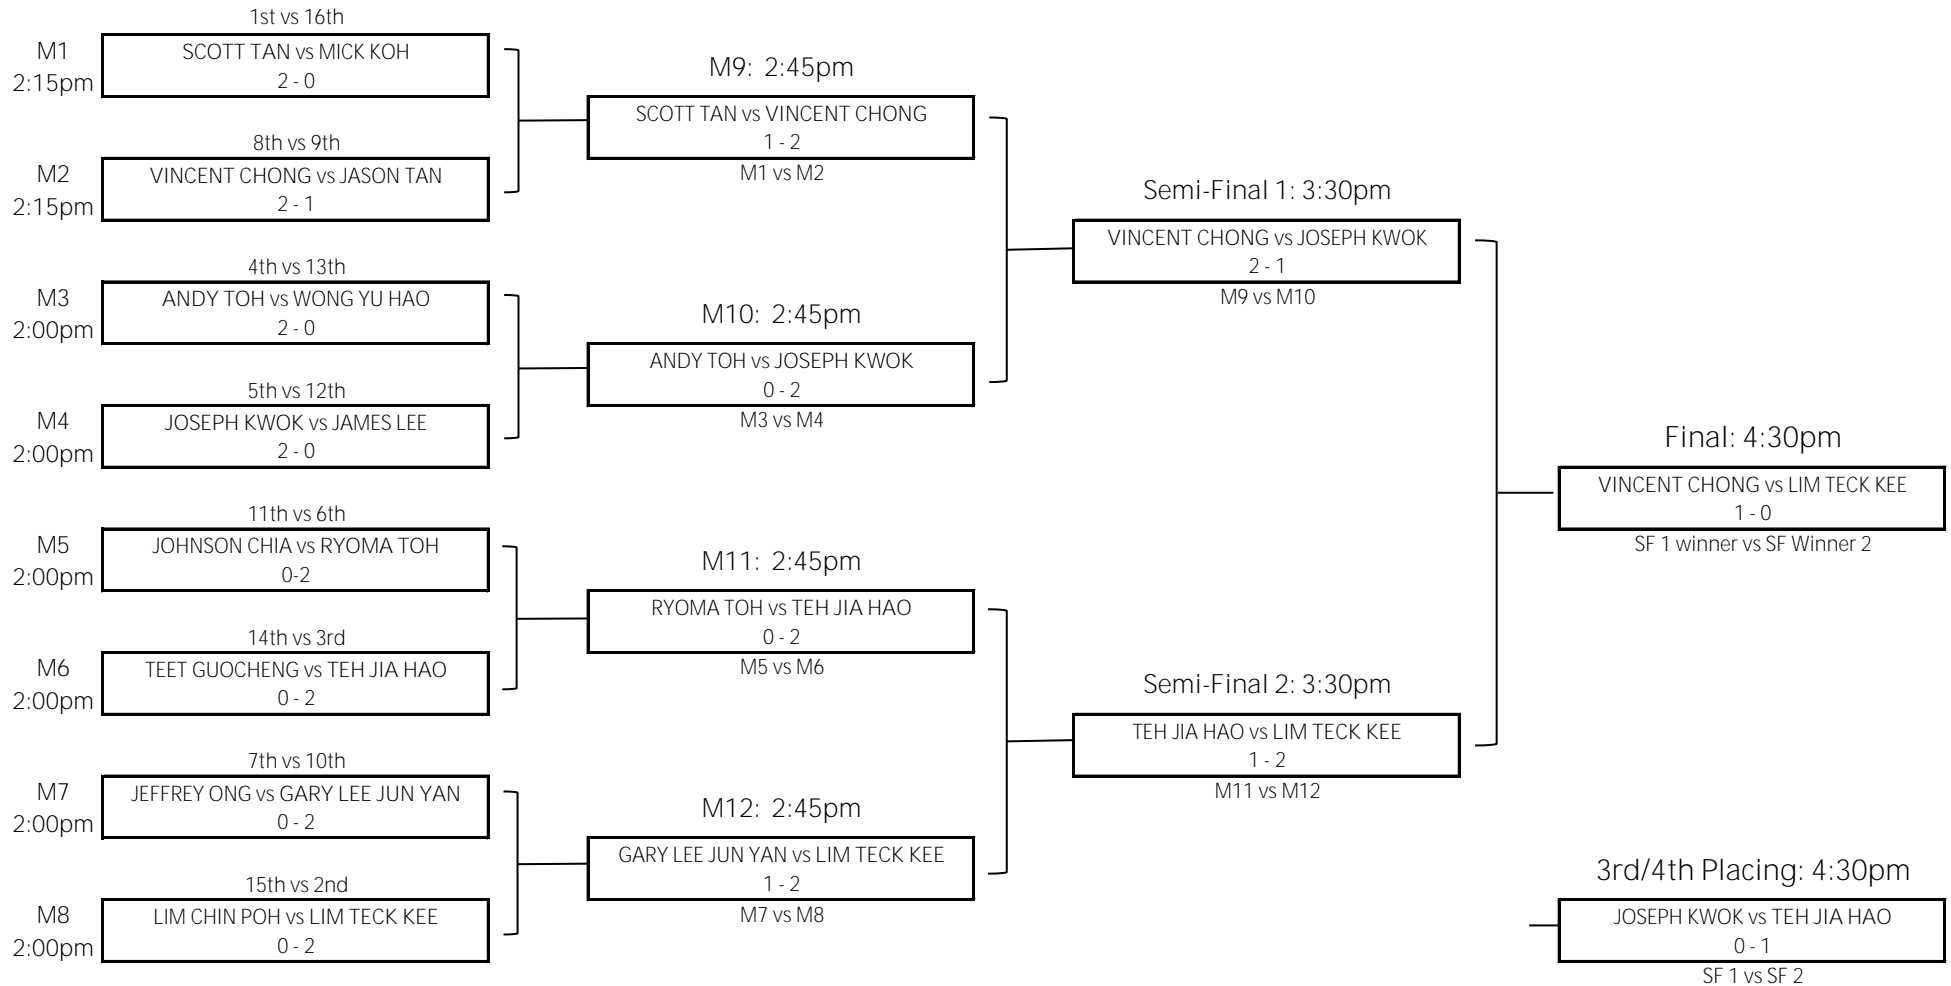 1st vs 16th
M1
2:15pm
SCOTT TAN vs MICK KOH
2 - 0
8th vs 9th
M2
2:15pm
VINCENT CHONG vs JASON TAN
2 - 1
4th vs 13th
M3
2:00pm
ANDY TOH vs WONG YU HAO
2 - 0
5th vs 12th
M4
2:00pm
JOSEPH KWOK vs JAMES LEE
2 - 0
11th vs 6th
M5
2:00pm
JOHNSON CHIA vs RYOMA TOH
0-2
14th vs 3rd
M6
2:00pm
TEET GUOCHENG vs TEH JIA HAO
0 - 2
7th vs 10th
M7
2:00pm
JEFFREY ONG vs GARY LEE JUN YAN
0 - 2
15th vs 2nd
M8
2:00pm
LIM CHIN POH vs LIM TECK KEE
0 - 2
M9: 2:45pm
SCOTT TAN vs VINCENT CHONG
1 - 2
M1 vs M2
M10: 2:45pm
ANDY TOH vs JOSEPH KWOK
0 - 2
M3 vs M4
M11: 2:45pm
RYOMA TOH vs TEH JIA HAO
0 - 2
M5 vs M6
M12: 2:45pm
GARY LEE JUN YAN vs LIM TECK KEE
1 - 2
M7 vs M8
Semi-Final 1: 3:30pm
VINCENT CHONG vs JOSEPH KWOK
2 - 1
M9 vs M10
Semi-Final 2: 3:30pm
TEH JIA HAO vs LIM TECK KEE
1 - 2
M11 vs M12
Final: 4:30pm
VINCENT CHONG vs LIM TECK KEE
1 - 0
SF 1 winner vs SF Winner 2
3rd/4th Placing: 4:30pm
JOSEPH KWOK vs TEH JIA HAO
0 - 1
SF 1 vs SF 2